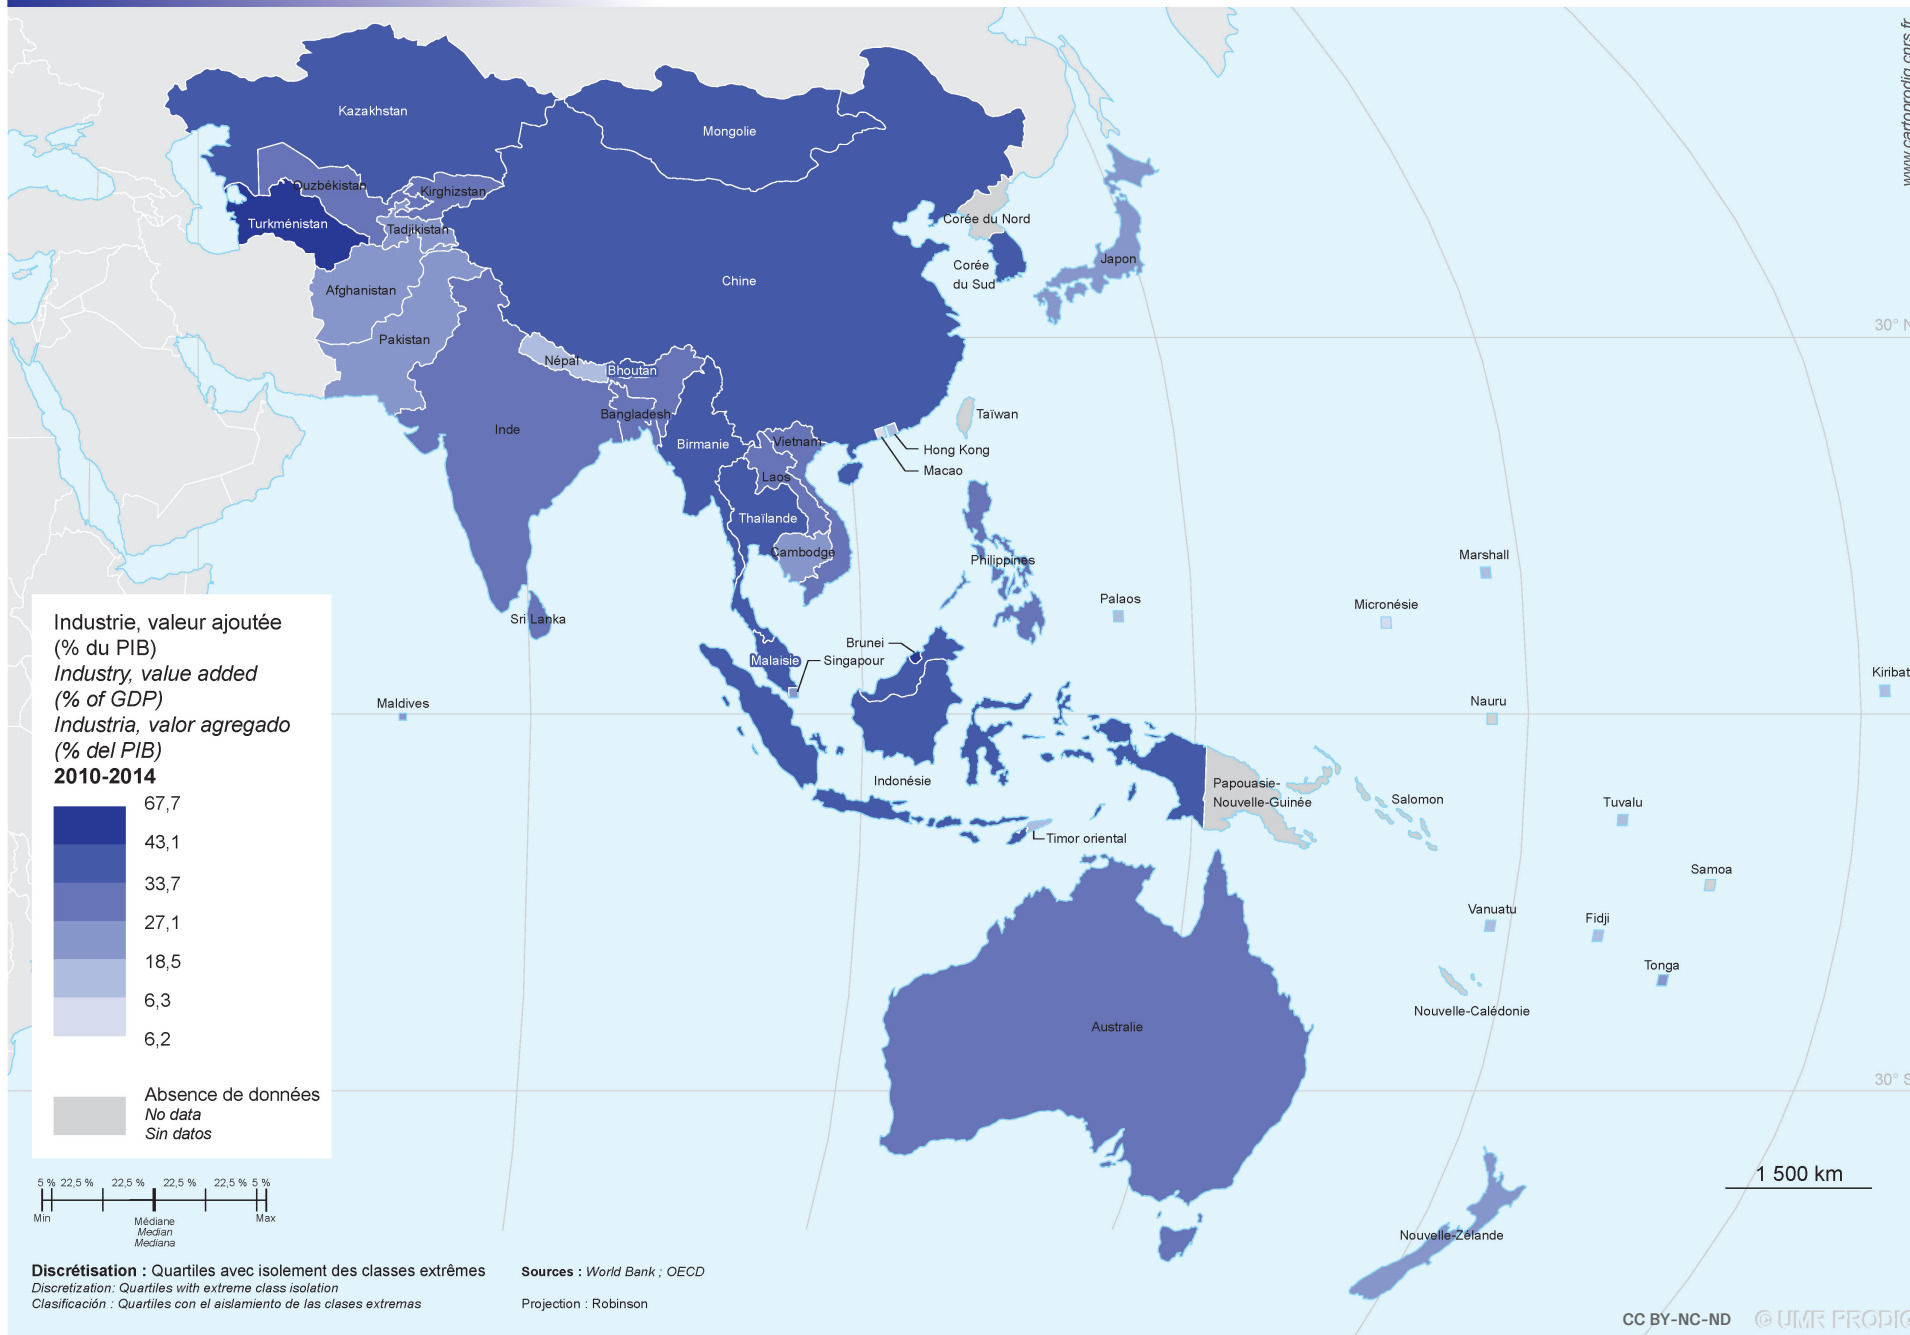 www.cartoprodig.cnrs.fr
Kazakhstan
Mongolie
Ouzbékistan
Kirghizstan
Turkménistan
Tadjikistan
Corée du Nord
Corée
du Sud
Japon
Chine
Afghanistan
Pakistan
30° N
Népal
Bhoutan
Bangladesh
Inde
Taïwan
Birmanie
Vietnam
Hong Kong
Macao
Laos
Thaïlande
Cambodge
Philippines
Marshall
Palaos
Micronésie
Sri Lanka
Brunei
Malaisie
Singapour
Kiribat
Maldives
Nauru
Indonésie
Papouasie-
Nouvelle-Guinée
Salomon
Tuvalu
Timor oriental
Samoa
Vanuatu
Fidji
Tonga
Nouvelle-Calédonie
Australie
30° S
Nouvelle-Zélande
Industrie, valeur ajoutée
(% du PIB)
Industry, value added
(% of GDP)
Industria, valor agregado
(% del PIB)
2010-2014
67,7
43,1
33,7
27,1
18,5
6,3
6,2
Absence de données
No data
Sin datos
5 % 22,5 % 22,5 % 22,5 % 22,5 % 5 %
Min Max
Médiane
Median
Mediana
1 500 km
Discrétisation : Quartiles avec isolement des classes extrêmes
Discretization: Quartiles with extreme class isolation
Clasificación : Quartiles con el aislamiento de las clases extremas
Sources : World Bank ; OECD
Projection : Robinson
CC BY-NC-ND © UMR PRODIG